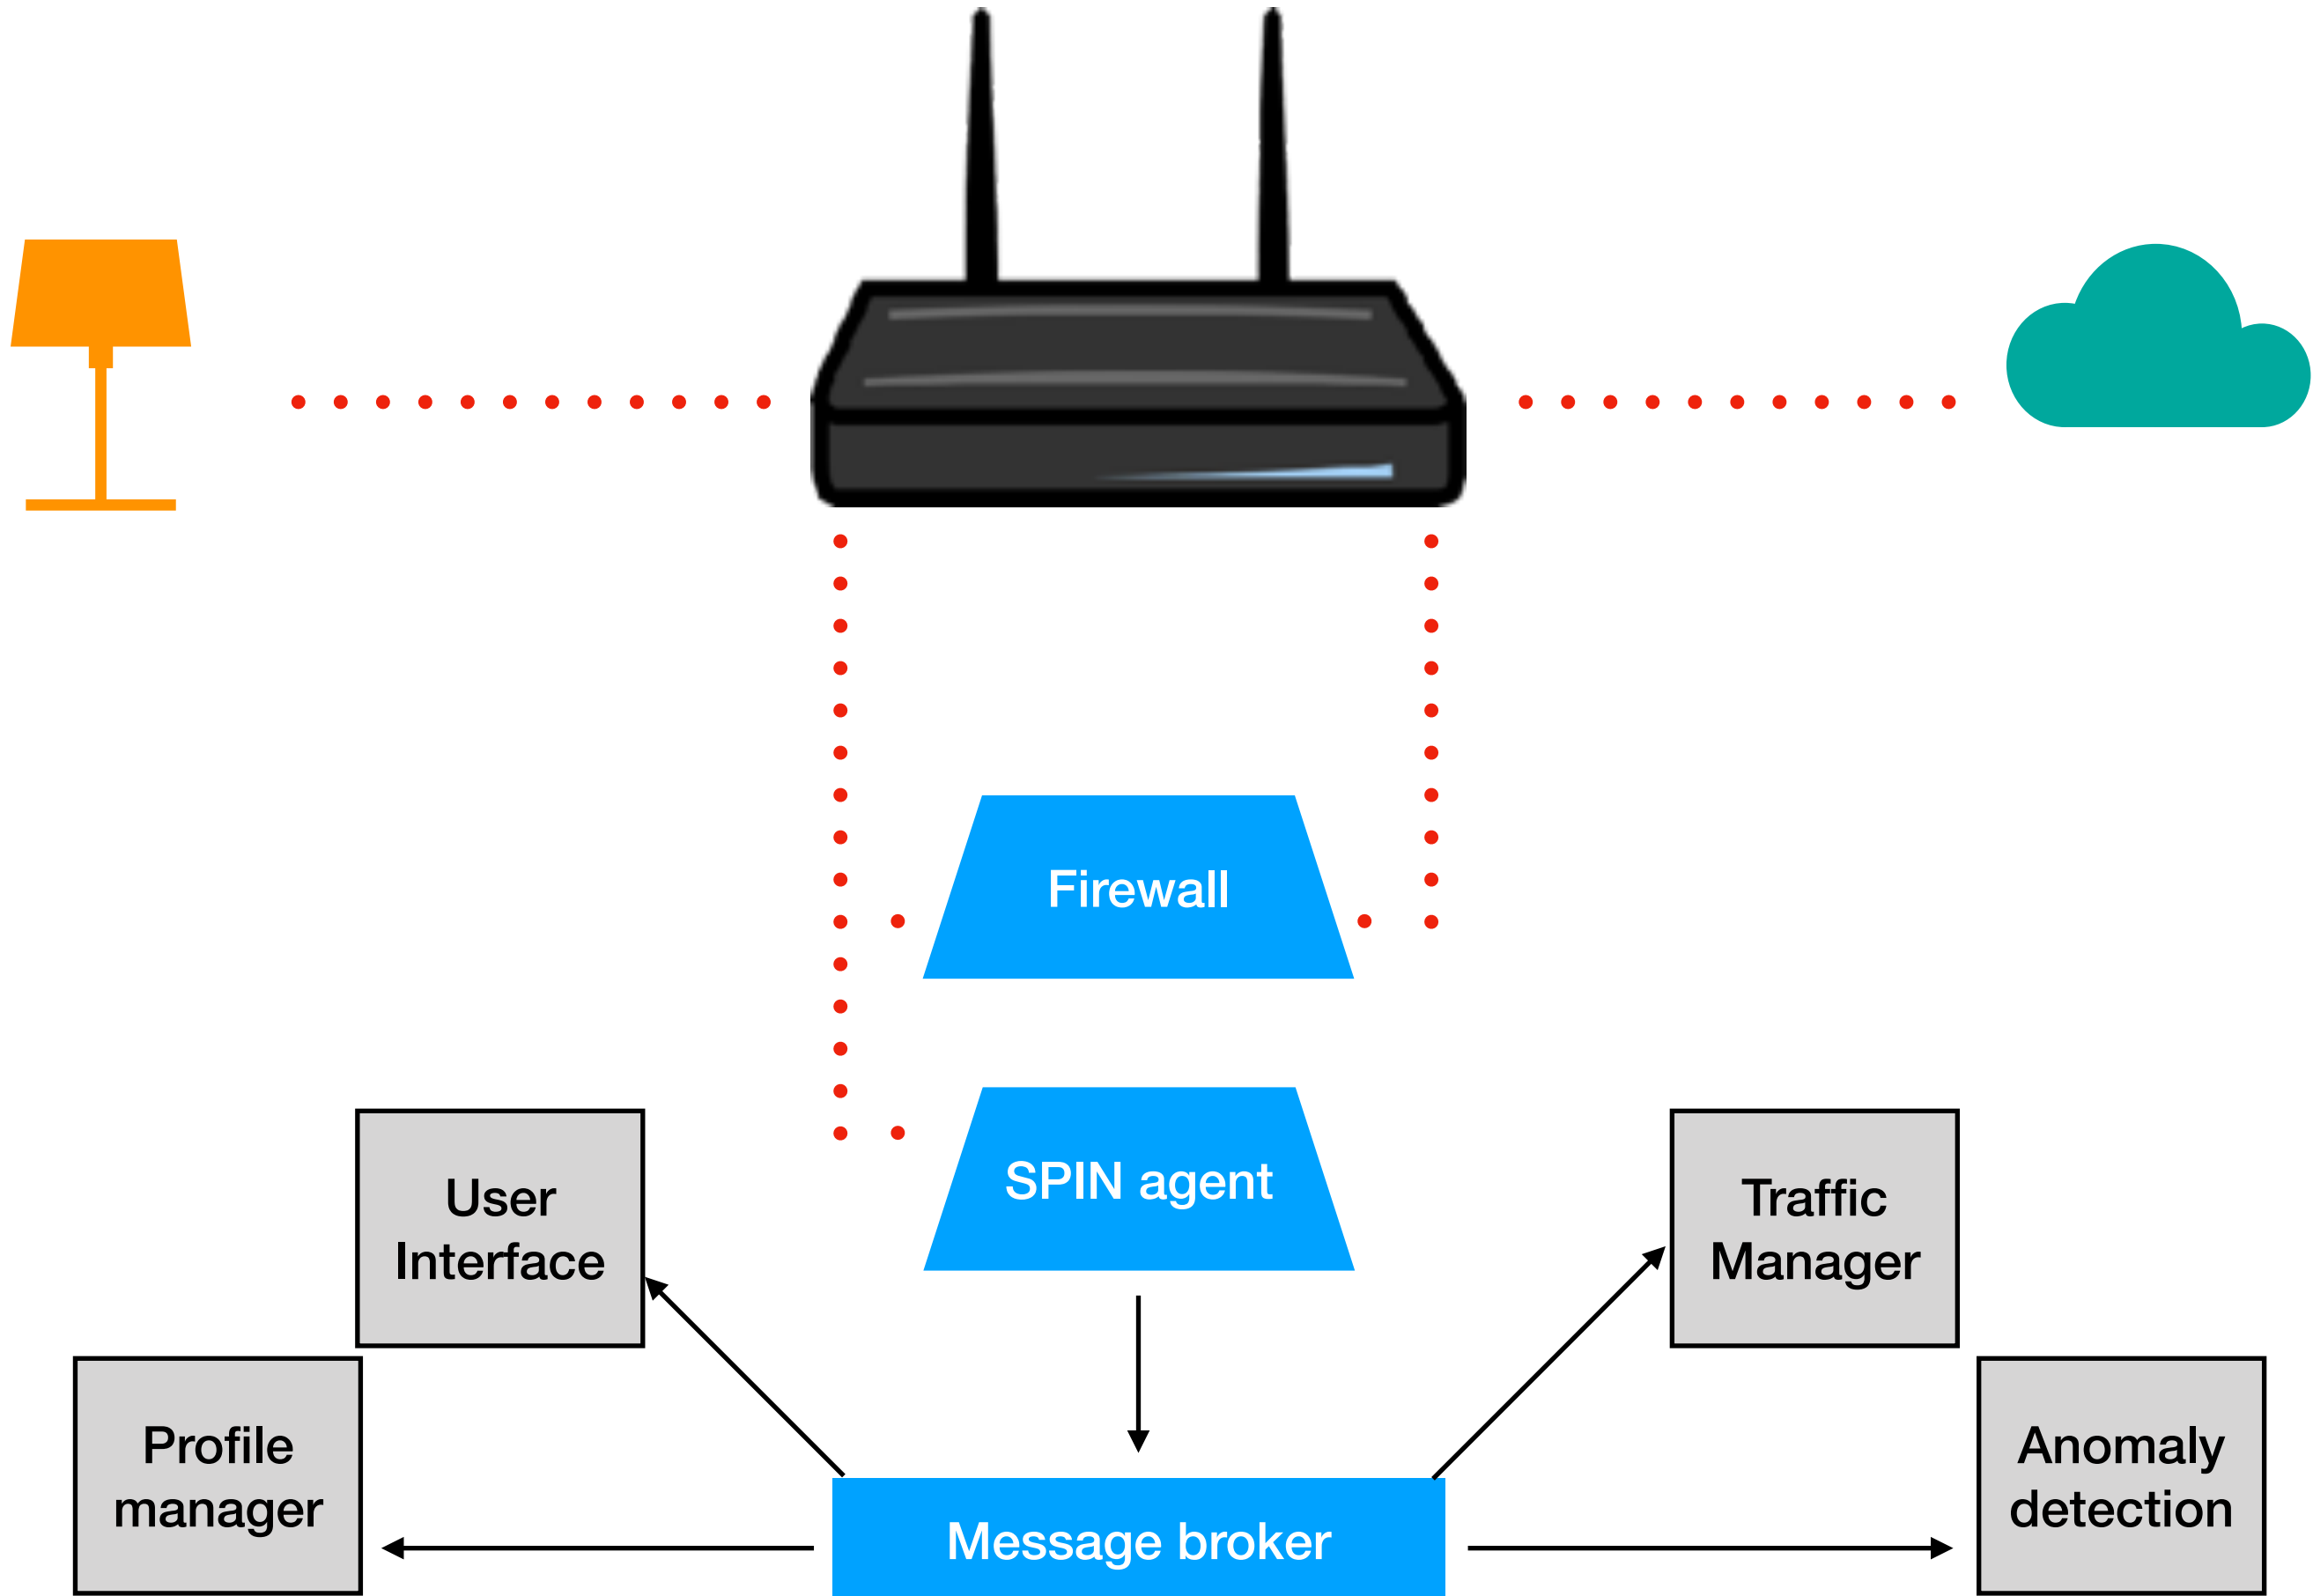 Firewall
SPIN agent
User
Interface
Traffic
Manager
Profile
manager
Anomaly
detection
Message broker